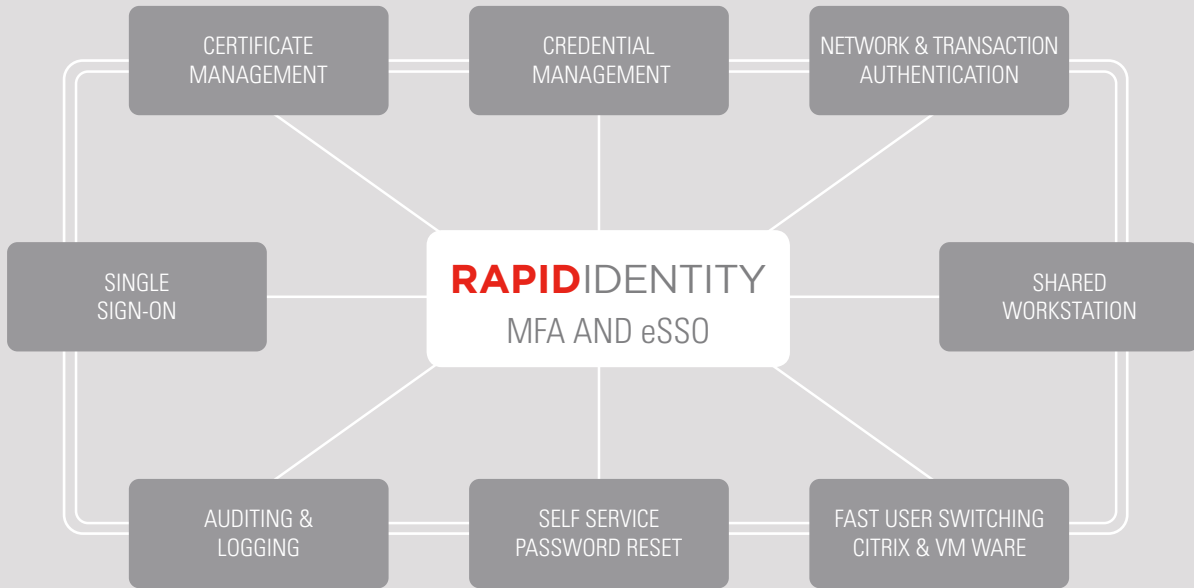 CERTIFICATE
MANAGEMENT
CREDENTIAL
MANAGEMENT
NETWORK & TRANSACTION
AUTHENTICATION
SINGLE
SIGN-ON
RAPIDIDENTITY
MFA AND eSSO
SHARED
WORKSTATION
AUDITING &
LOGGING
SELF SERVICE
PASSWORD RESET
FAST USER SWITCHING
CITRIX & VM WARE